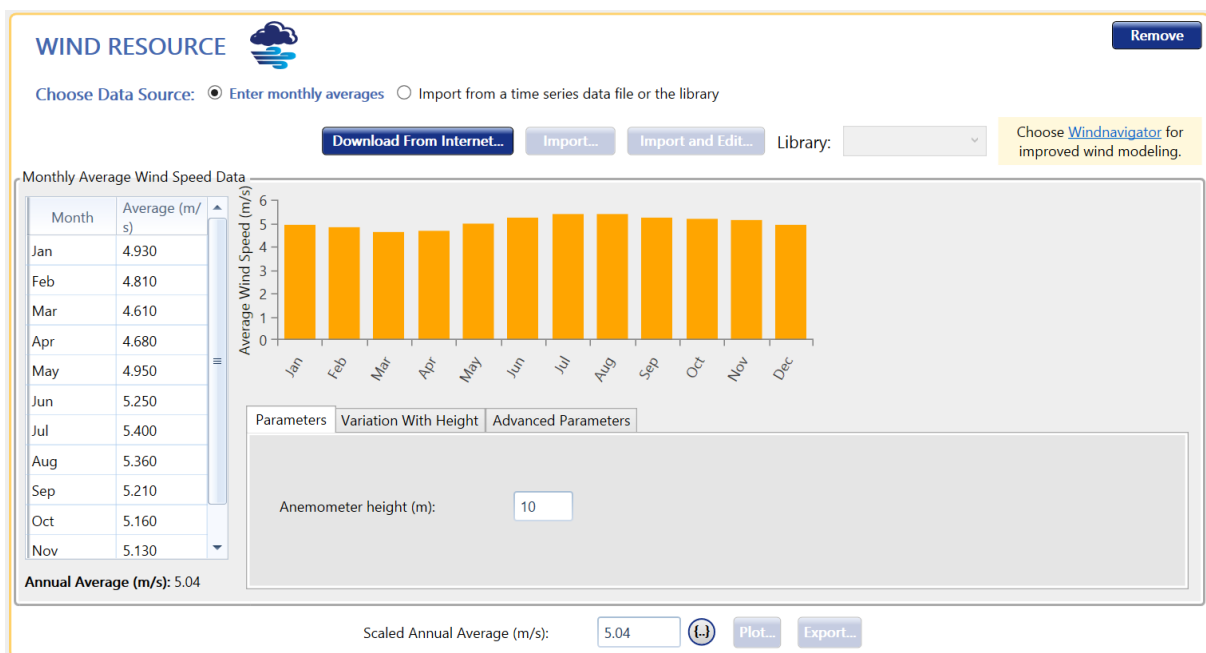 WIND RESOURCE
Remove
Choose Data Source: Enter monthly averages Import from a time series data file or the library
Download From Internet... Import... Import and Edit... Library:
Choose Windnavigator for
improved wind modeling.
Monthly Average Wind Speed Data
Month Average (m/
s)
Jan 4.930
Feb 4.810
Mar 4.610
Apr 4.680
May 4.950
Jun 5.250
Jul 5.400
Aug 5.360
Sep 5.210
Oct 5.160
Nov 5.130
Annual Average (m/s): 5.04
Average Wind Speed (m/s)
6
5
4
3
2
1
0
Jan Feb Mar Apr May Jun Jul Aug Sep Oct Nov Dec
Parameters Variation With Height Advanced Parameters
Anemometer height (m): 10
Scaled Annual Average (m/s): 5.04 {..} Plot... Export...